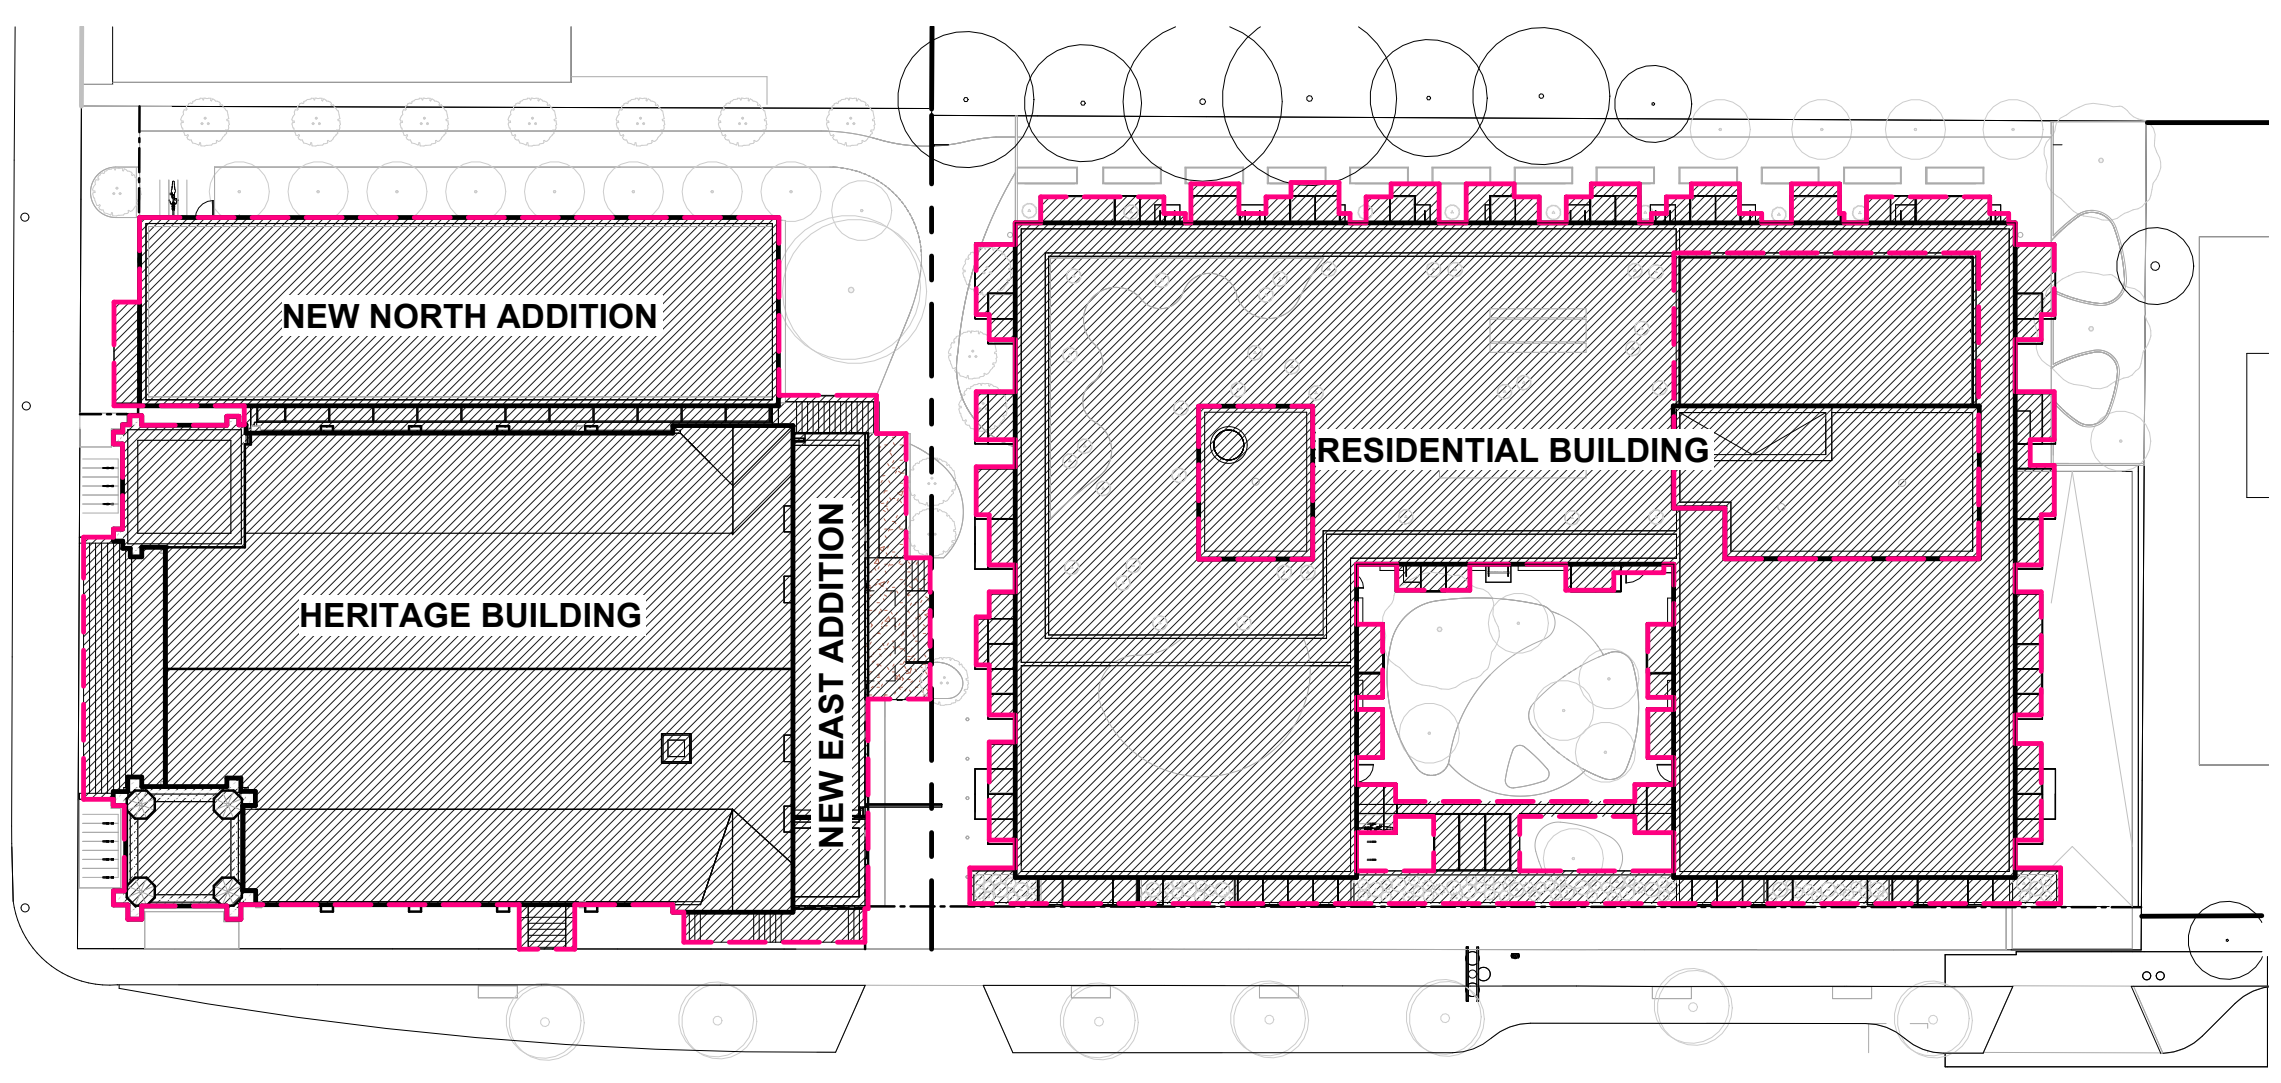 NEW NORTH ADDITION
RESIDENTIAL BUILDING
HERITAGE BUILDING
NEW EAST ADDITION